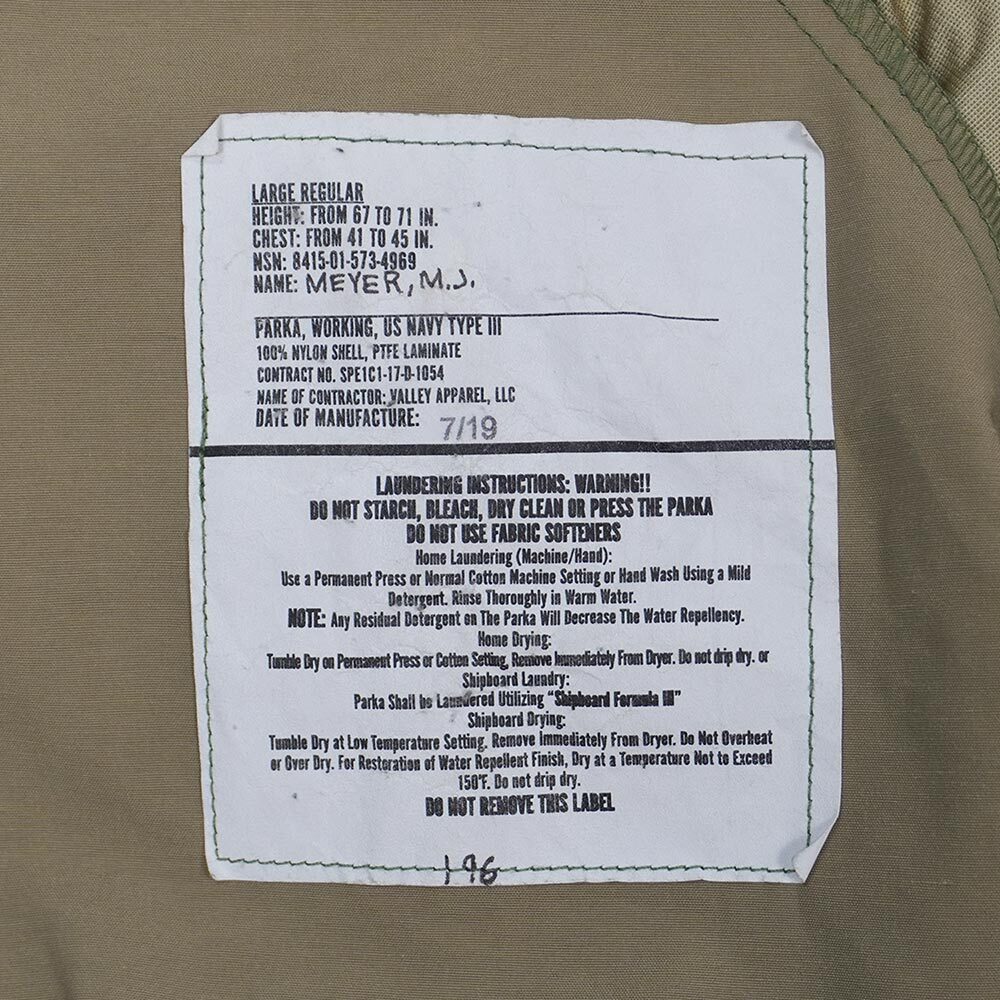 LARGE REGULAR
HEIGHT: FROM 67 TO 71 IN.
CHEST: FROM 41 TO 45 IN.
NSN: 8415-01-573-4969
NAME: MEYER, M.J.
PARKA, WORKING, US NAVY TYPE III
100% NYLON SHELL, PTFE LAMINATE
CONTRACT NO. SPE1C1-17-D-1054
NAME OF CONTRACTOR: VALLEY APPAREL, LLC
DATE OF MANUFACTURE: 7/19
LAUNDERING INSTRUCTIONS: WARNING!!
DO NOT STARCH, BLEACH, DRY CLEAN OR PRESS THE PARKA
DO NOT USE FABRIC SOFTENERS
Home Laundering (Machine/Hand):
Use a Permanent Press or Normal Cotton Machine Setting or Hand Wash Using a Mild
Detergent. Rinse Thoroughly in Warm Water.
NOTE: Any Residual Detergent on The Parka Will Decrease The Water Repellency.
Home Drying:
Tumble Dry on Permanent Press or Cotton Setting, Remove Immediately From Dryer. Do not drip dry. or
Shipboard Laundry:
Parka Shall be Laundered Utilizing "Shipboard Formula III"
Shipboard Drying:
Tumble Dry at Low Temperature Setting. Remove Immediately From Dryer. Do Not Overheat
or Over Dry. For Restoration of Water Repellent Finish, Dry at a Temperature Not to Exceed
150°F. Do not drip dry.
DO NOT REMOVE THIS LABEL
196